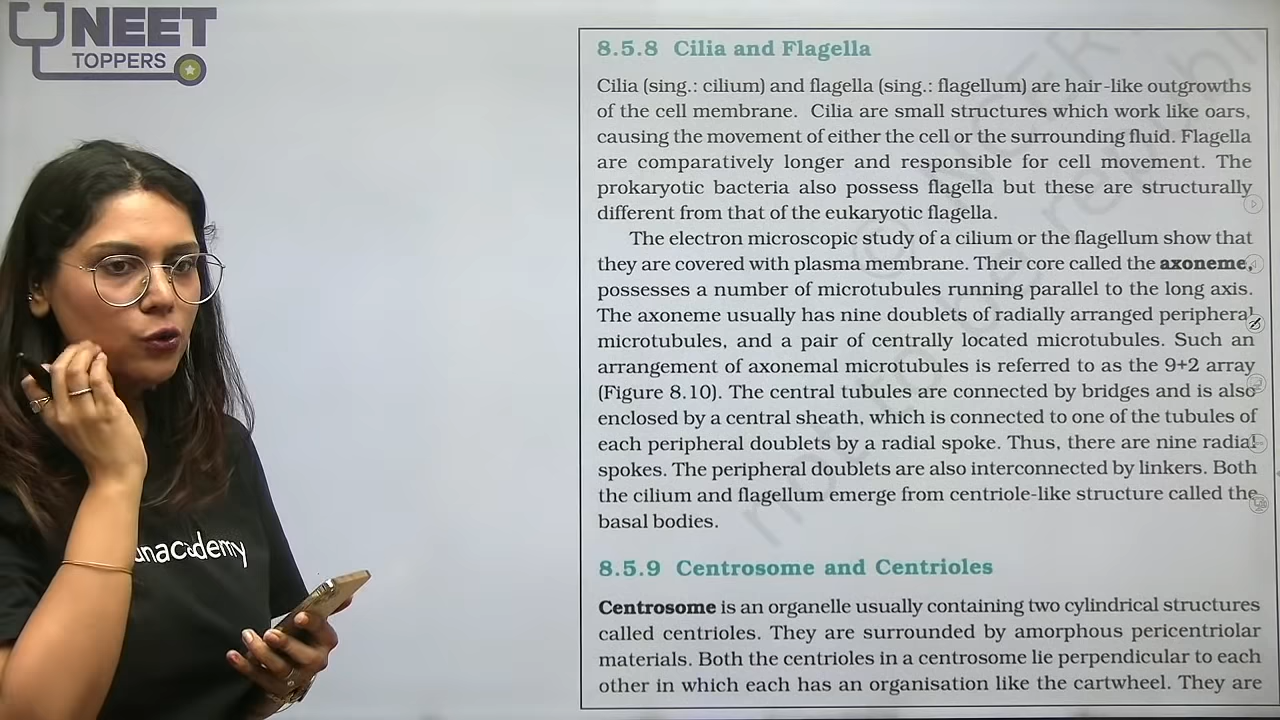 NEET
TOPPERS
8.5.8 Cilia and Flagella
Cilia (sing.: cilium) and flagella (sing.: flagellum) are hair-like outgrowths
of the cell membrane. Cilia are small structures which work like oars,
causing the movement of either the cell or the surrounding fluid. Flagella
are comparatively longer and responsible for cell movement. The
prokaryotic bacteria also possess flagella but these are structurally
different from that of the eukaryotic flagella.
The electron microscopic study of a cilium or the flagellum show that
they are covered with plasma membrane. Their core called the axoneme,
possesses a number of microtubules running parallel to the long axis.
The axoneme usually has nine doublets of radially arranged peripheral
microtubules, and a pair of centrally located microtubules. Such an
arrangement of axonemal microtubules is referred to as the 9+2 array
(Figure 8.10). The central tubules are connected by bridges and is also
enclosed by a central sheath, which is connected to one of the tubules of
each peripheral doublets by a radial spoke. Thus, there are nine radial
spokes. The peripheral doublets are also interconnected by linkers. Both
the cilium and flagellum emerge from centriole-like structure called the
basal bodies.
8.5.9 Centrosome and Centrioles
Centrosome is an organelle usually containing two cylindrical structures
called centrioles. They are surrounded by amorphous pericentriolar
materials. Both the centrioles in a centrosome lie perpendicular to each
other in which each has an organisation like the cartwheel. They are
unacademy